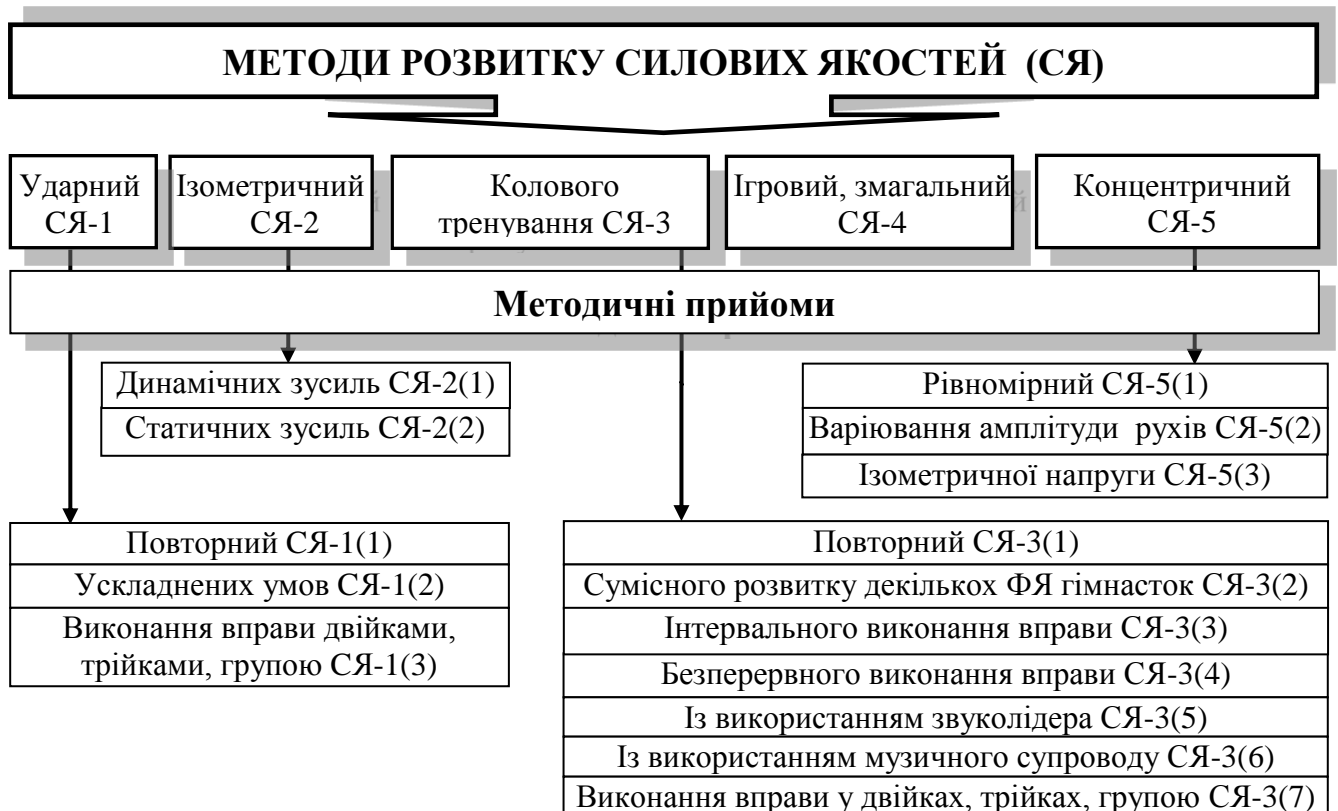 МЕТОДИ РОЗВИТКУ СИЛОВИХ ЯКОСТЕЙ (СЯ)
Ударний
СЯ-1
Ізометричний
СЯ-2
Колового
тренування СЯ-3
Ігровий, змагальний
СЯ-4
Концентричний
СЯ-5
Методичні прийоми
Динамічних зусиль СЯ-2(1)
Статичних зусиль СЯ-2(2)
Рівномірний СЯ-5(1)
Варіювання амплітуди рухів СЯ-5(2)
Ізометричної напруги СЯ-5(3)
Повторний СЯ-1(1)
Ускладнених умов СЯ-1(2)
Виконання вправи двійками,
трійками, групою СЯ-1(3)
Повторний СЯ-3(1)
Сумісного розвитку декількох ФЯ гімнасток СЯ-3(2)
Інтервального виконання вправи СЯ-3(3)
Безперервного виконання вправи СЯ-3(4)
Із використанням звуколідера СЯ-3(5)
Із використанням музичного супроводу СЯ-3(6)
Виконання вправи у двійках, трійках, групою СЯ-3(7)